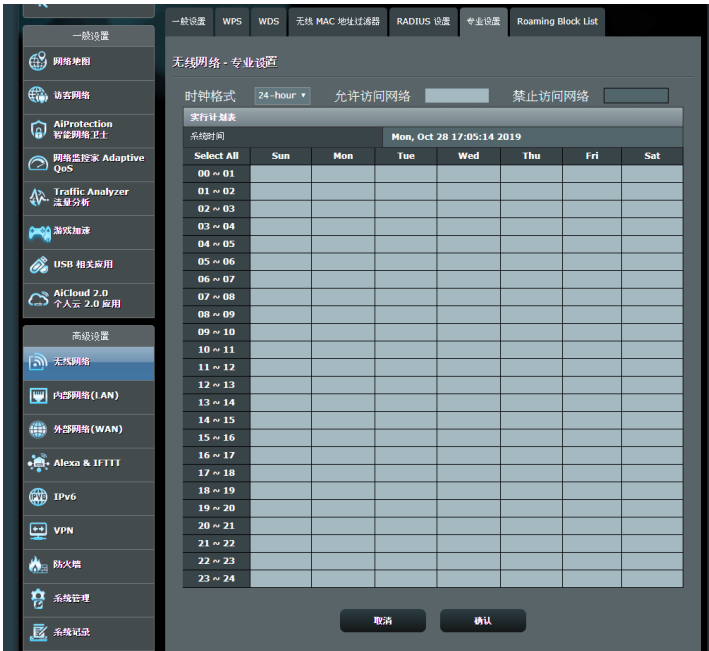 一般设置 WPS WDS 无线 MAC 地址过滤器 RADIUS 设置 专业设置 Roaming Block List
一般设置
网络地图
访客网络
AiProtection
智能网络卫士
网络监控家 Adaptive
QoS
Traffic Analyzer
流量分析
游戏加速
USB 相关应用
AiCloud 2.0
个人云 2.0 应用
高级设置
无线网络
内部网络(LAN)
外部网络(WAN)
Alexa & IFTTT
IPv6
VPN
防火墙
系统管理
系统记录
无线网络 - 专业设置
时钟格式 24-hour 允许访问网络 禁止访问网络
实行计划表
系统时间 Mon, Oct 28 17:05:14 2019
Select All Sun Mon Tue Wed Thu Fri Sat
00 ~ 01
01 ~ 02
02 ~ 03
03 ~ 04
04 ~ 05
05 ~ 06
06 ~ 07
07 ~ 08
08 ~ 09
09 ~ 10
10 ~ 11
11 ~ 12
12 ~ 13
13 ~ 14
14 ~ 15
15 ~ 16
16 ~ 17
17 ~ 18
18 ~ 19
19 ~ 20
20 ~ 21
21 ~ 22
22 ~ 23
23 ~ 24
取消 确认